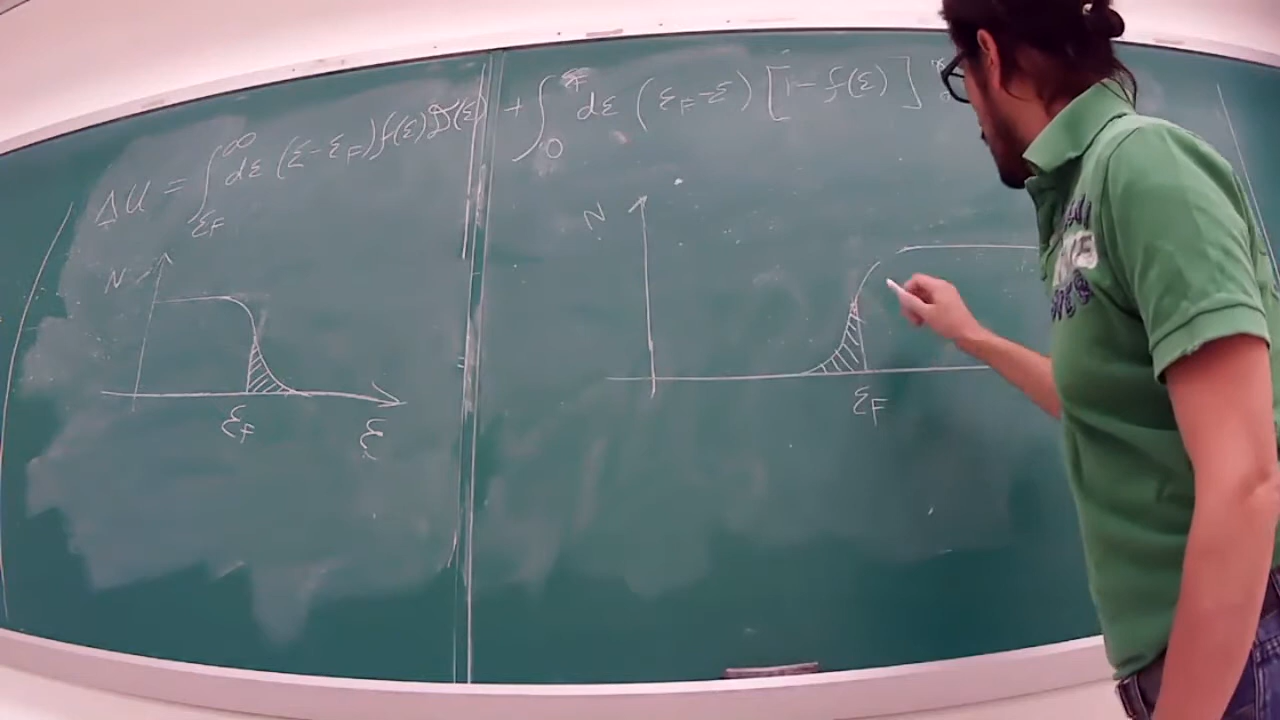 ΔU = ∫_{ε_F}^{∞} dε (ε-ε_F) f(ε) D(ε) + ∫_0^{ε_F} dε (ε_F-ε) [1-f(ε)]
N
N
ε_F
ε_F
ε